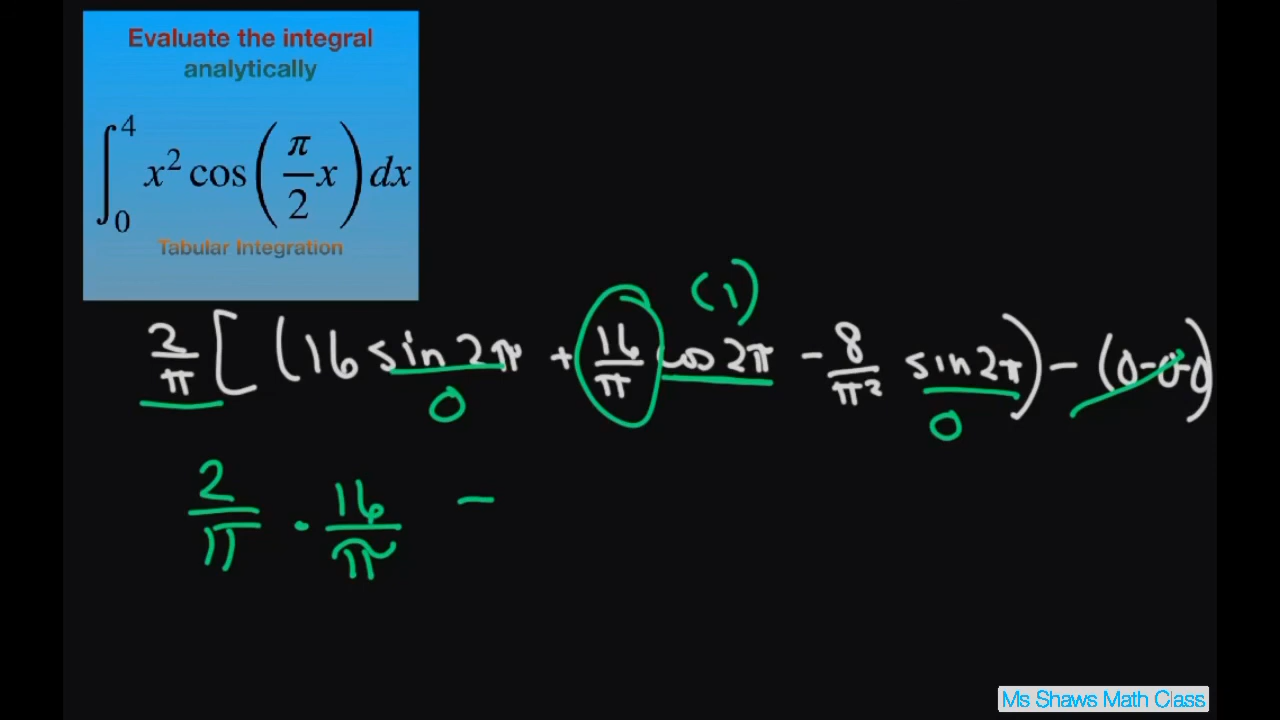 Evaluate the integral
analytically
∫₀⁴ x² cos(π/2 x) dx
Tabular Integration
(1)
2/π [(16 sin 2π + 16/π cos 2π - 8/π² sin 2π) - (0-0-0)
0 0
2/π · 16/π =
Ms Shaws Math Class